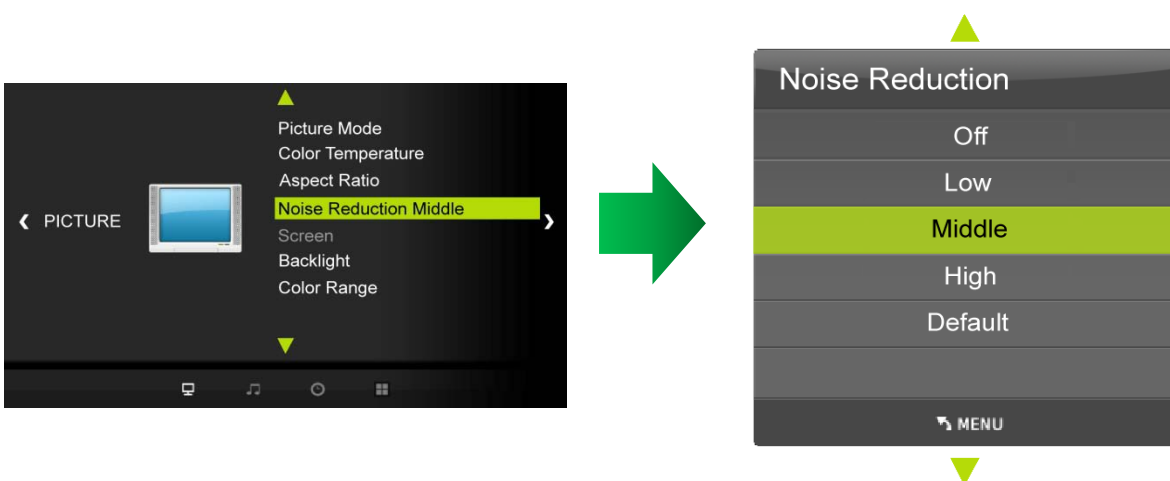 PICTURE
Picture Mode
Color Temperature
Aspect Ratio
Noise Reduction Middle
Screen
Backlight
Color Range
Noise Reduction
Off
Low
Middle
High
Default
MENU